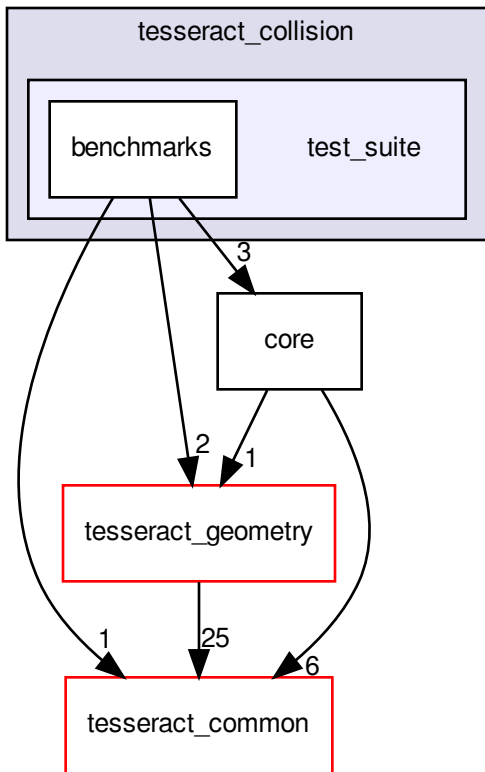 tesseract_collision
benchmarks
test_suite
3
core
2
1
tesseract_geometry
1
25
6
tesseract_common